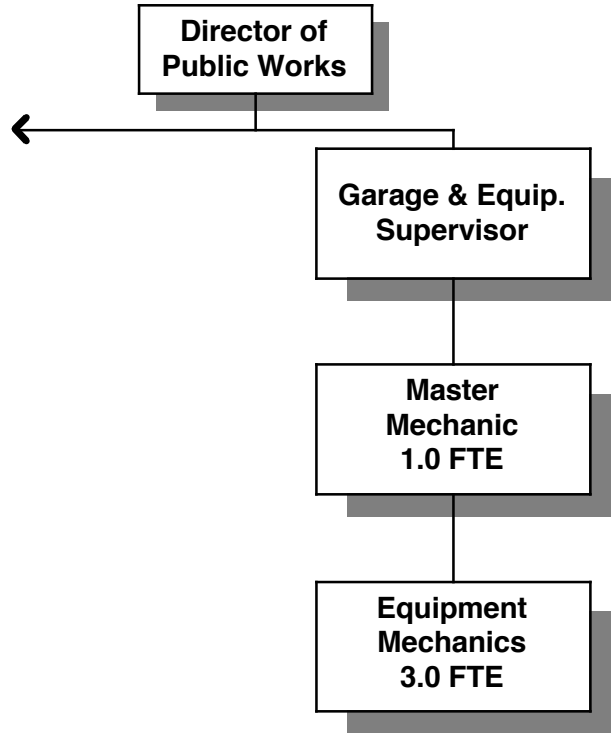 Director of
Public Works
Garage & Equip.
Supervisor
Master
Mechanic
1.0 FTE
Equipment
Mechanics
3.0 FTE